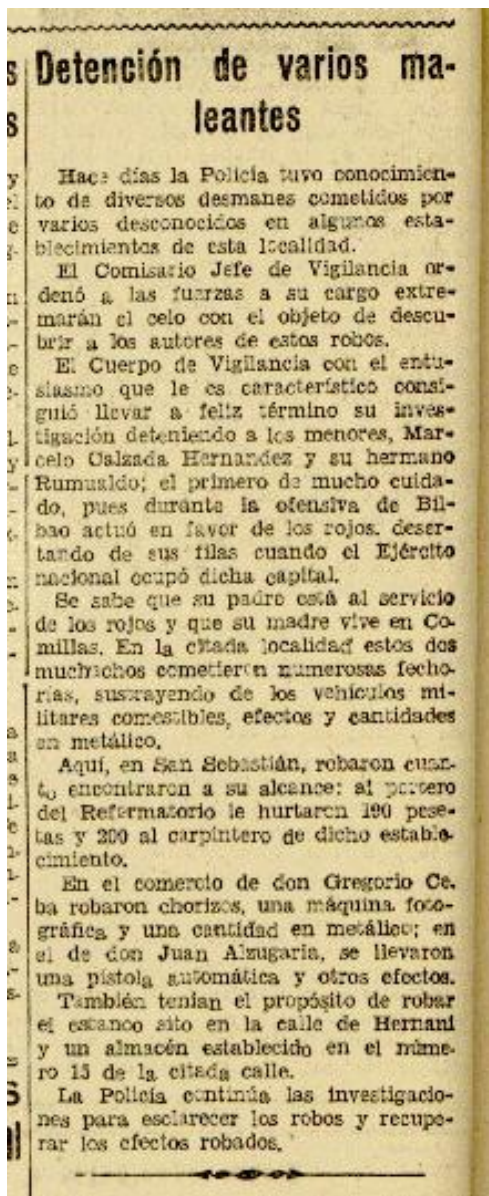 Detención de varios ma-
leantes
Hace días la Policía tuvo conocimien-
to de diversos desmanes cometidos por
varios desconocidos en algunos esta-
blecimientos de esta localidad.
El Comisario Jefe de Vigilancia or-
denó a las fuerzas a su cargo extre-
marán el celo con el objeto de descu-
brir a los autores de estos robos.
El Cuerpo de Vigilancia con el entu-
siasmo que le es característico consi-
guió llevar a feliz término su inves-
tigación deteniendo a los menores, Mar-
celo Calzada Hernandez y su hermano
Rumualdo; el primero de mucho cuida-
do, pues durante la ofensiva de Bil-
bao actuó en favor de los rojos, deser-
tando de sus filas cuando el Ejército
nacional ocupó dicha capital.
Se sabe que su padre está al servicio
de los rojos y que su madre vive en Co-
millas. En la citada localidad estos dos
muchachos cometieron numerosas fecho-
rías, sustrayendo de los vehículos mi-
litares comestibles, efectos y cantidades
en metálico.
Aquí, en San Sebastián, robaron cuan-
to encontraron a su alcance: al portero
del Reformatorio le hurtaron 190 pese-
tas y 200 al carpintero de dicho estable-
cimiento.
En el comercio de don Gregorio Ce-
ba robaron chorizos, una máquina foto-
gráfica y una cantidad en metálico; en
el de don Juan Alzugaria, se llevaron
una pistola automática y otros efectos.
También tenían el propósito de robar
el estanco sito en la calle de Hernani
y un almacén establecido en el núme-
ro 15 de la citada calle.
La Policía continúa las investigacio-
nes para esclarecer los robos y recupe-
rar los efectos robados.